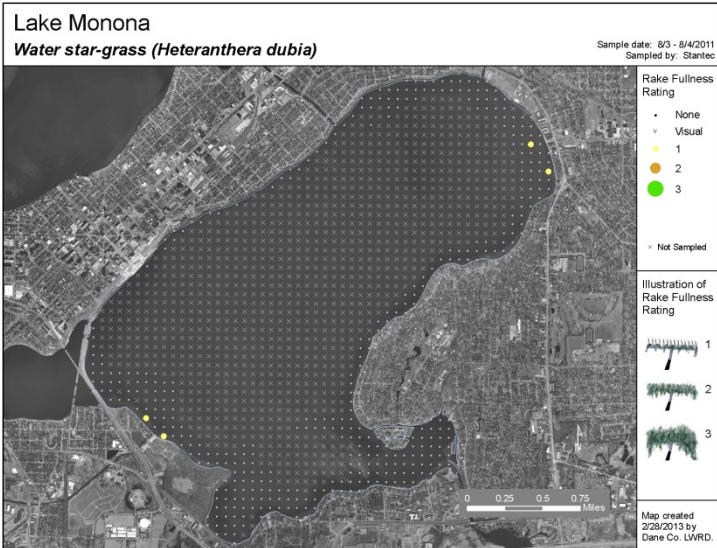 Lake Monona
Water star-grass (Heteranthera dubia)
Sample date: 8/3 - 8/4/2011
Sampled by: Stantec
Rake Fullness
Rating
None
Visual
1
2
3
Not Sampled
Illustration of
Rake Fullness
Rating
1
2
3
0 0.25 0.5 0.75
Miles
Map created
2/28/2013 by
Dane Co. LWRD.